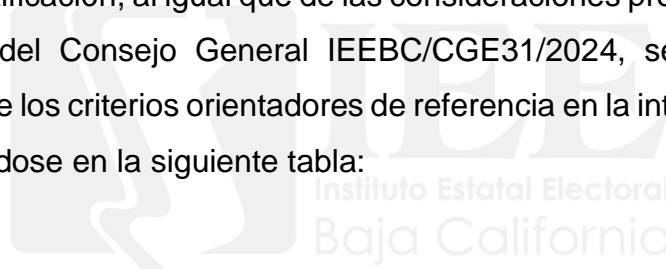 ificación, al igual que de las consideraciones pre
del Consejo General IEEBC/CGE31/2024, se
e los criterios orientadores de referencia en la int
dose en la siguiente tabla:
IEE
Instituto Estatal Electoral
Baja California